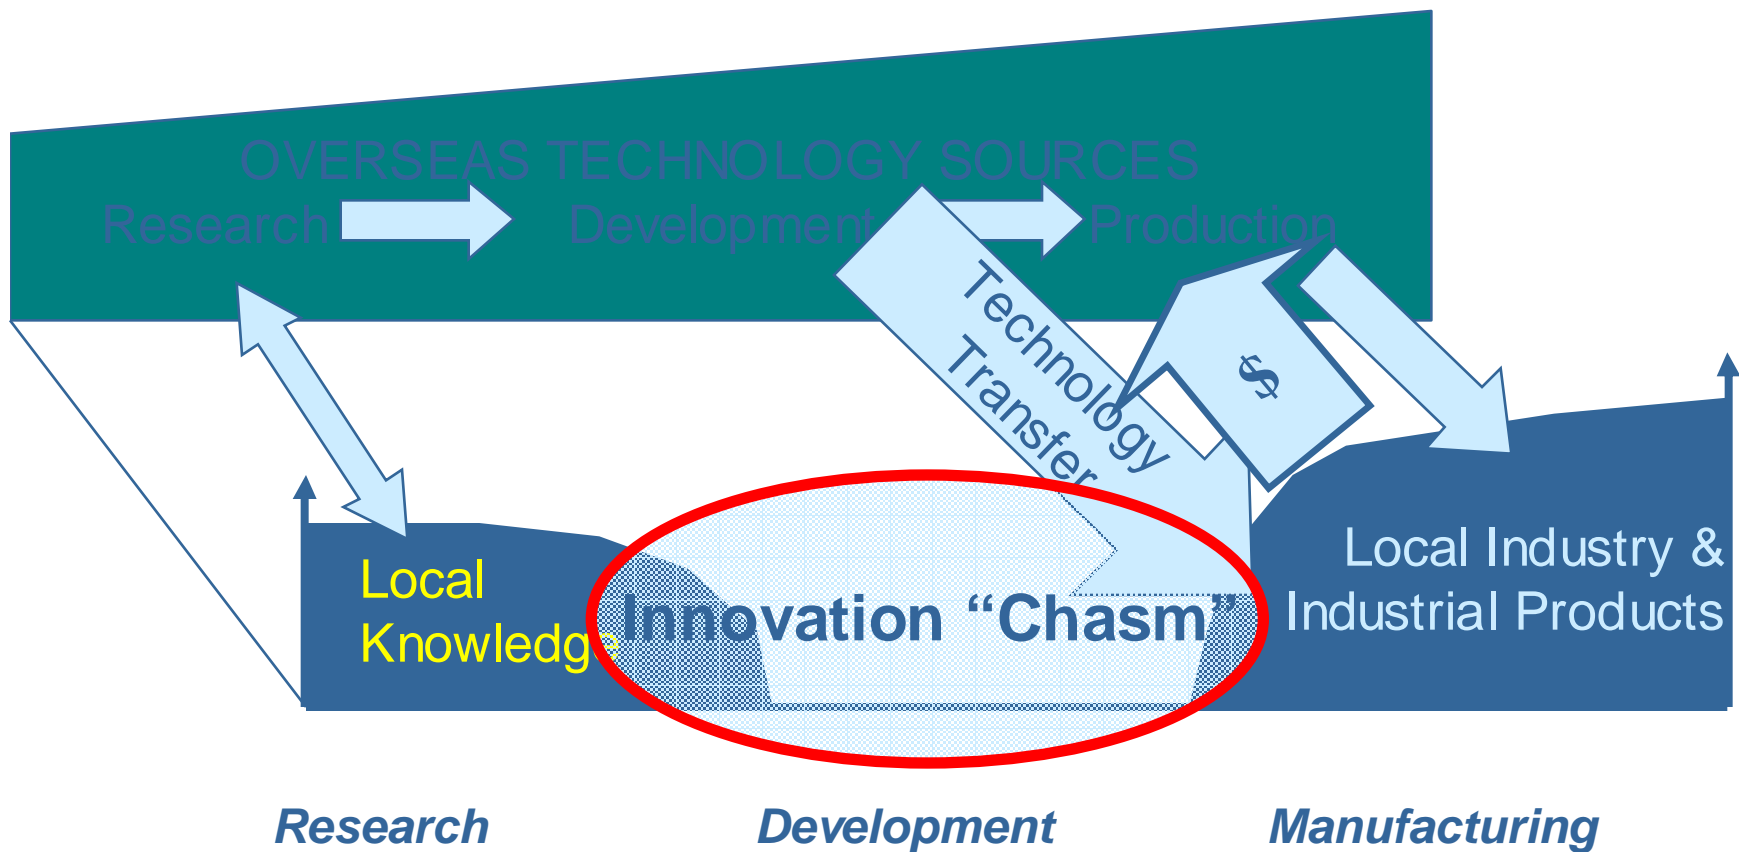 OVERSEAS TECHNOLOGY SOURCES
Research Development Production
Technology
Transfer
$
Local
Knowledge
Innovation “Chasm”
Local Industry &
Industrial Products
Research Development Manufacturing